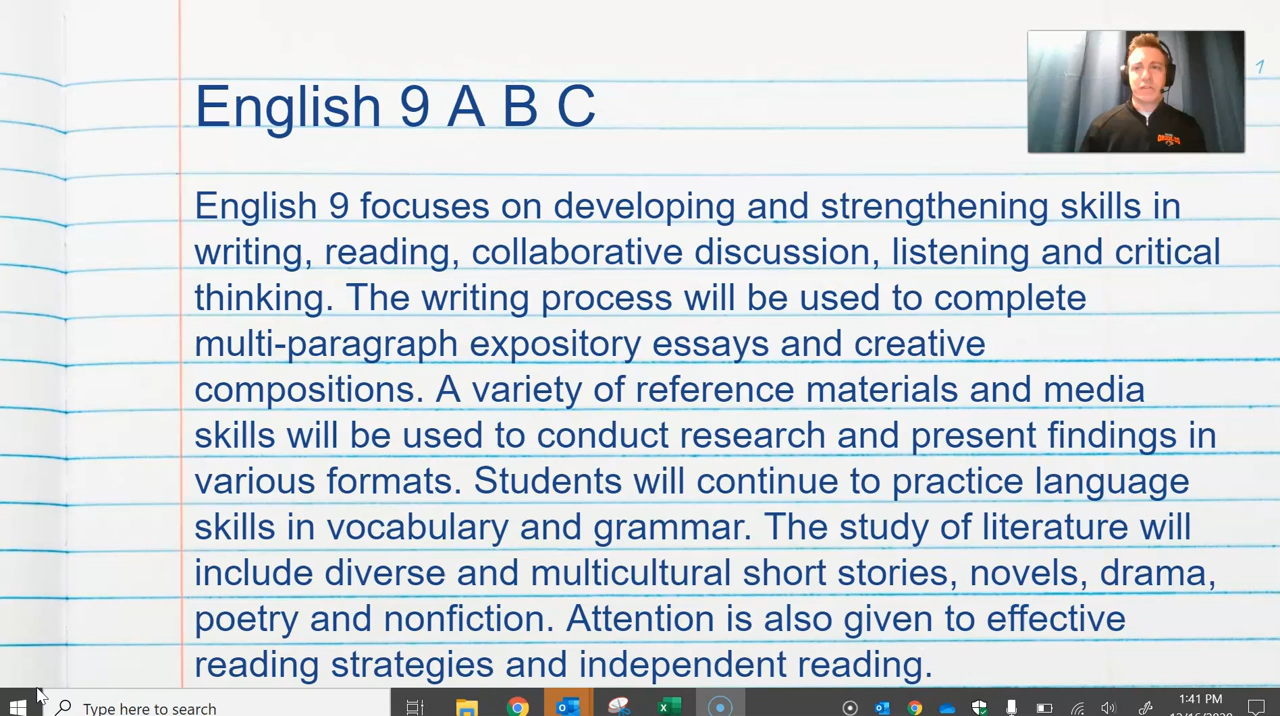 English 9 A B C
1
English 9 focuses on developing and strengthening skills in
writing, reading, collaborative discussion, listening and critical
thinking. The writing process will be used to complete
multi-paragraph expository essays and creative
compositions. A variety of reference materials and media
skills will be used to conduct research and present findings in
various formats. Students will continue to practice language
skills in vocabulary and grammar. The study of literature will
include diverse and multicultural short stories, novels, drama,
poetry and nonfiction. Attention is also given to effective
reading strategies and independent reading.
Type here to search
1:41 PM